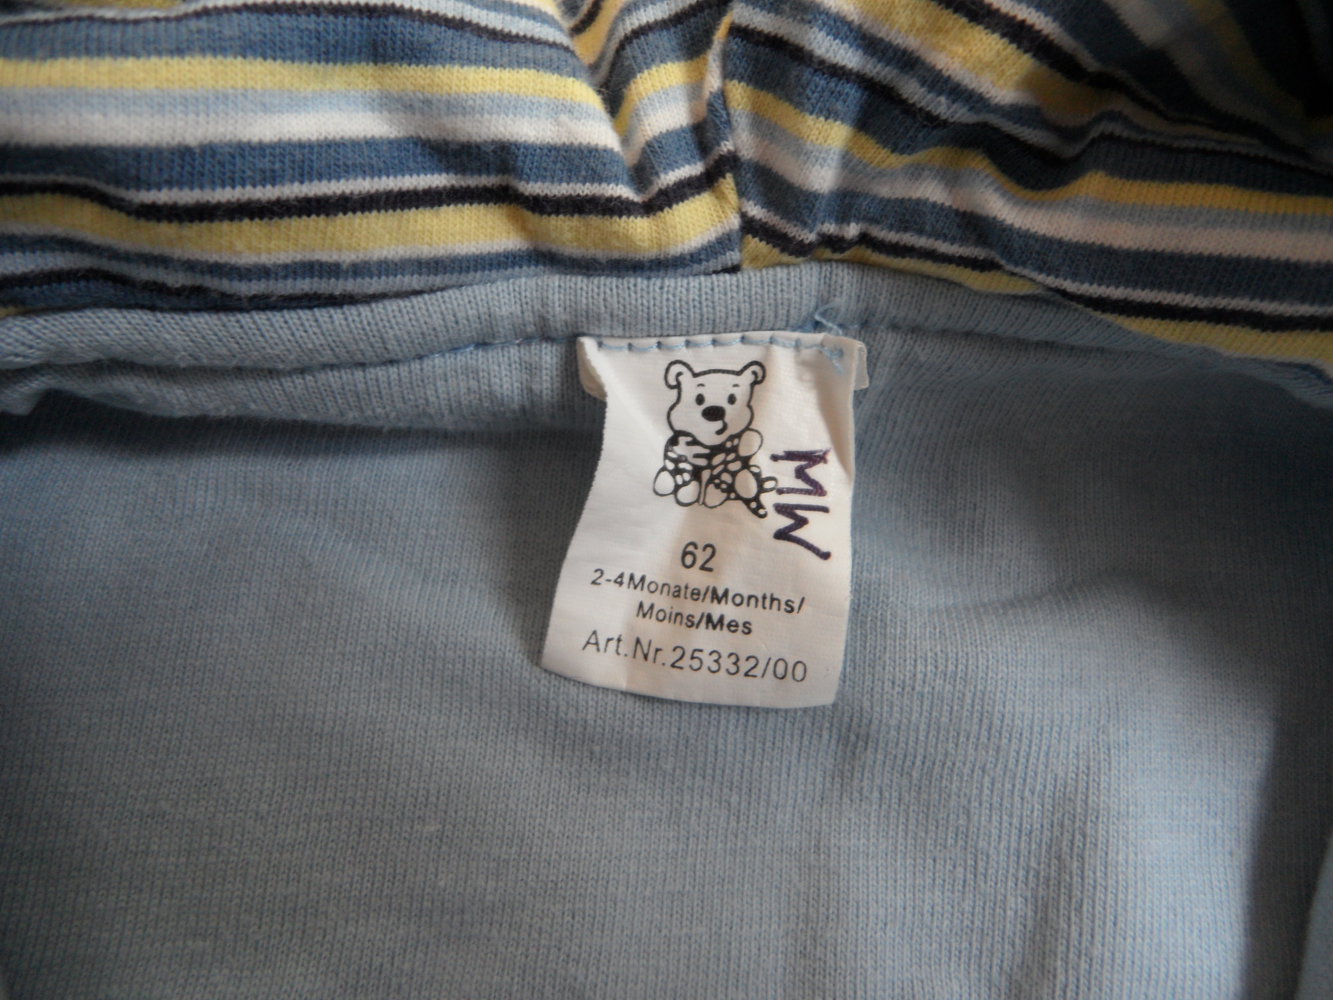 MW
62
2-4Monate/Months/
Moins/Mes
Art.Nr.25332/00